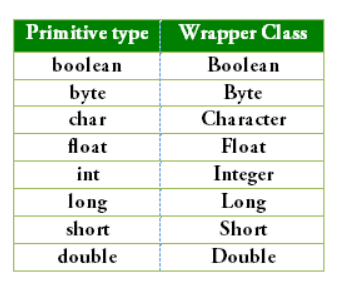 Primitive type Wrapper Class
boolean Boolean
byte Byte
char Character
float Float
int Integer
long Long
short Short
double Double